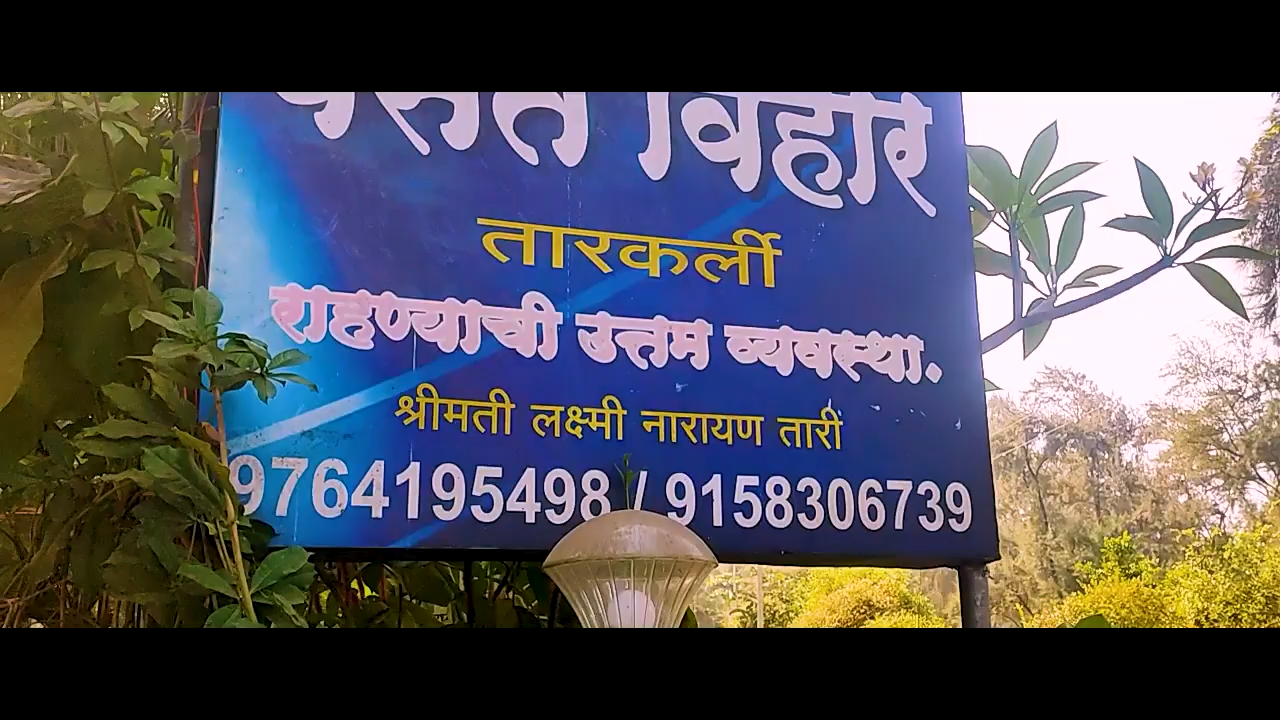 विहार
तारकर्ली
राहण्याची उत्तम व्यवस्था.
श्रीमती लक्ष्मी नारायण तारी
9764195498 / 9158306739